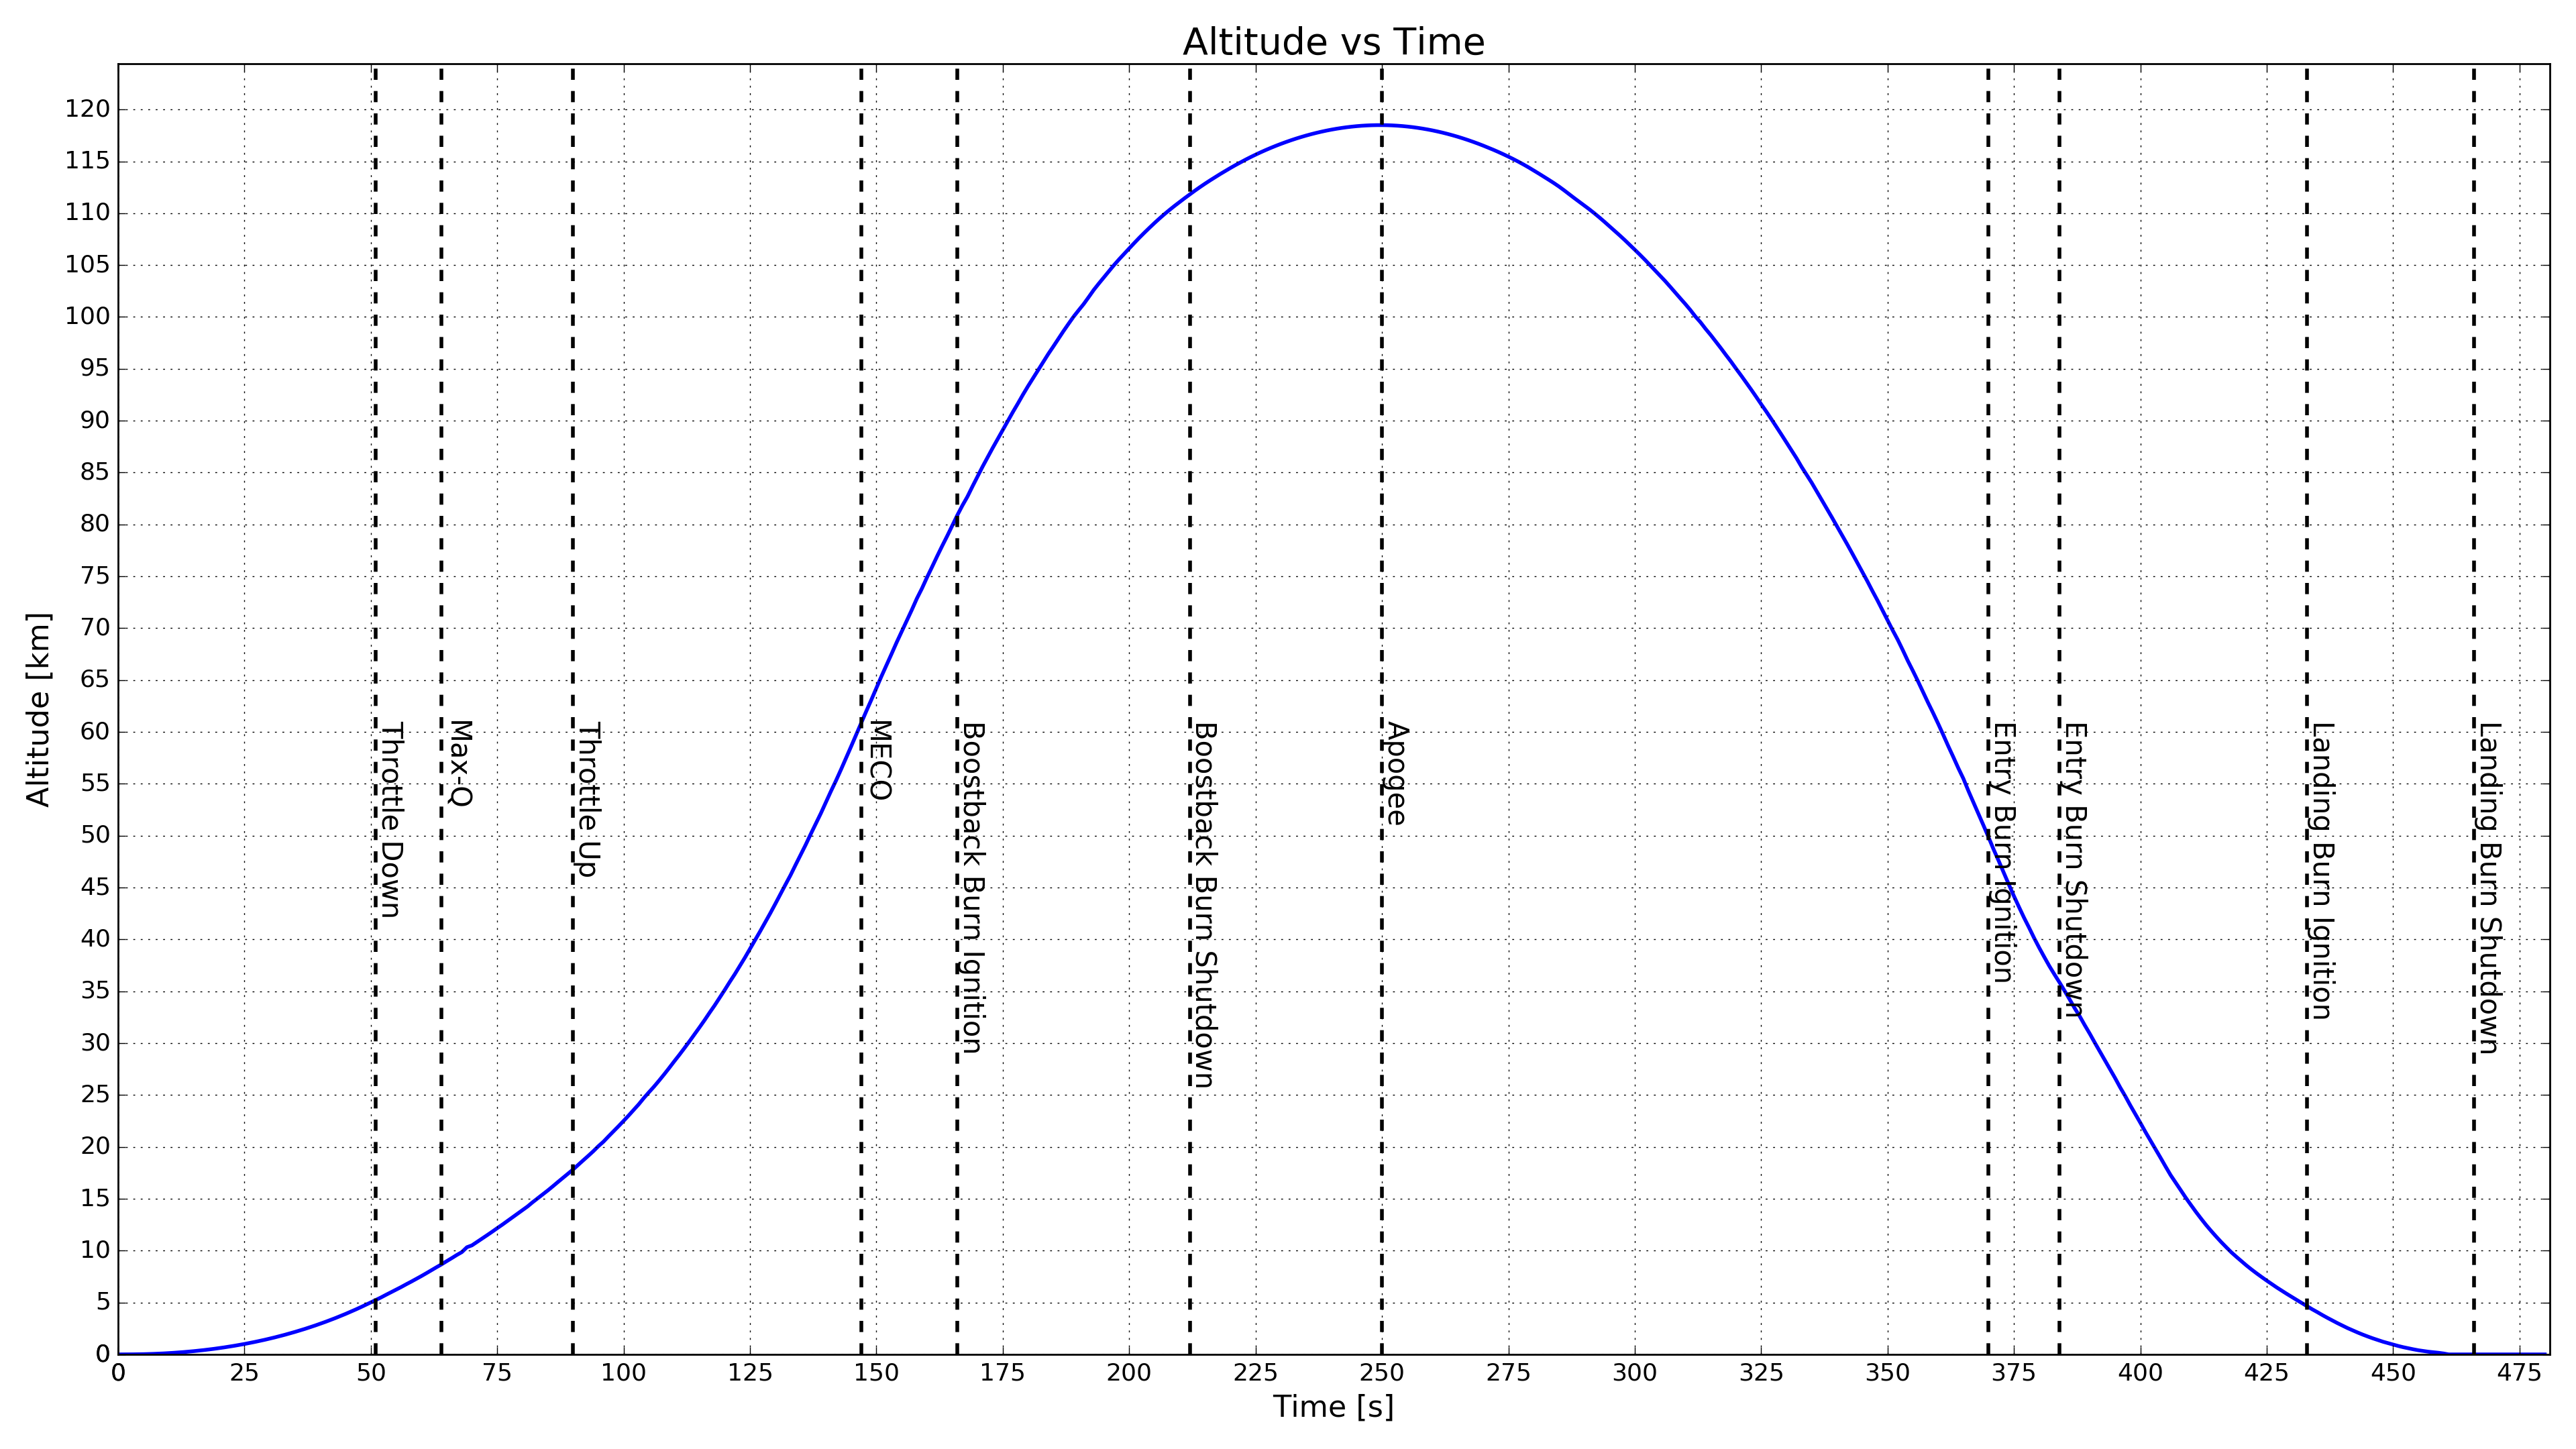 Altitude vs Time
120
115
110
105
100
95
90
85
80
75
70
65
60
55
50
45
40
35
30
25
20
15
10
5
0
Altitude [km]
Throttle Down
Max-Q
Throttle Up
MECO
Boostback Burn Ignition
Boostback Burn Shutdown
Apogee
Entry Burn Ignition
Entry Burn Shutdown
Landing Burn Ignition
Landing Burn Shutdown
0 25 50 75 100 125 150 175 200 225 250 275 300 325 350 375 400 425 450 475
Time [s]